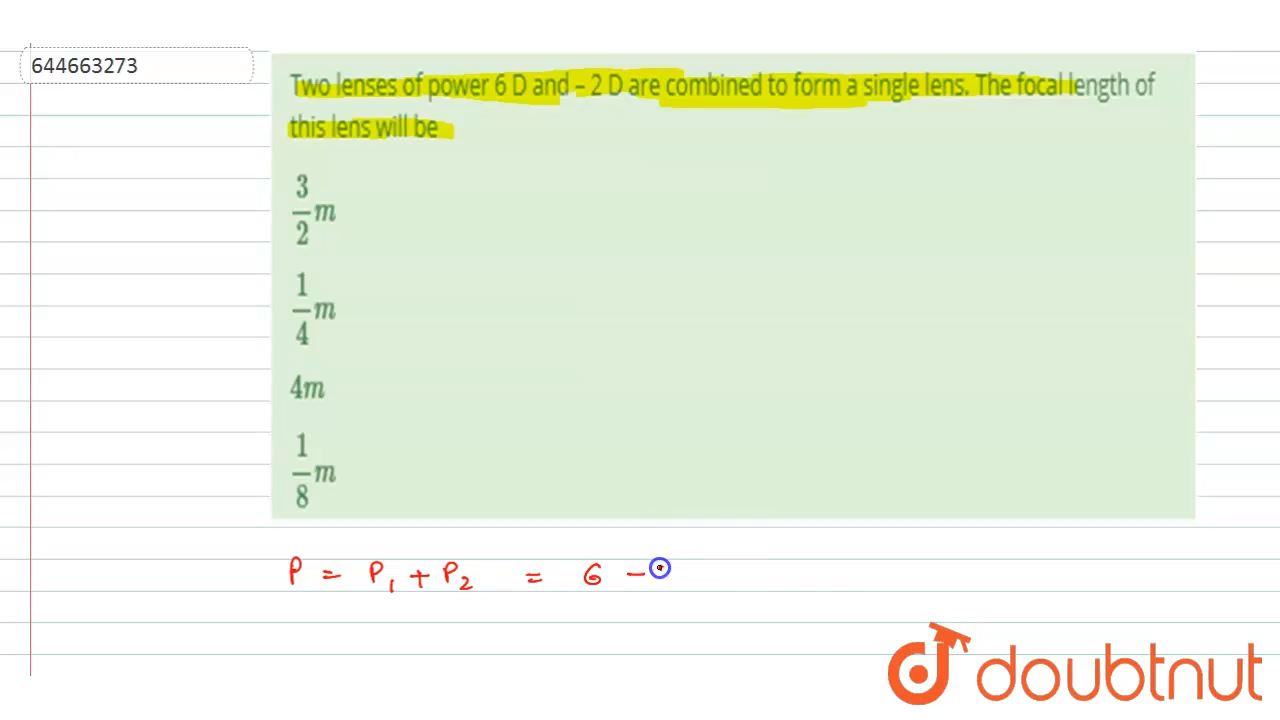 644663273
Two lenses of power 6 D and – 2 D are combined to form a single lens. The focal length of
this lens will be
3/2 m
1/4 m
4m
1/8 m
P = P₁ + P₂ = 6 –
doubtnut